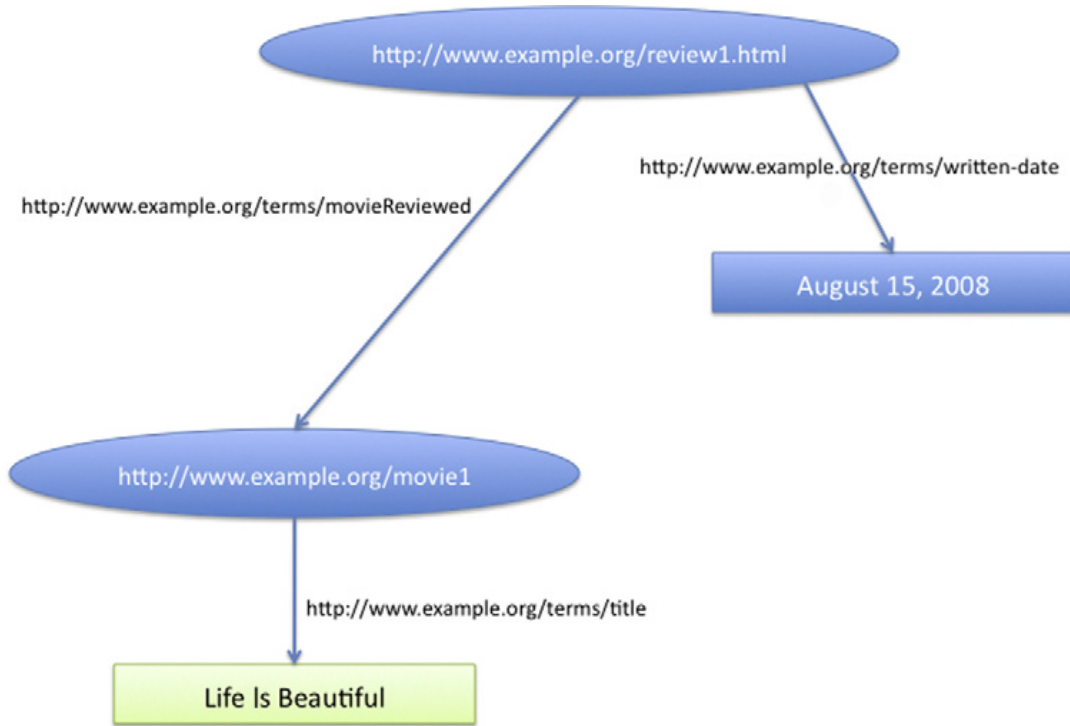 http://www.example.org/review1.html
http://www.example.org/terms/written-date
http://www.example.org/terms/movieReviewed
August 15, 2008
http://www.example.org/movie1
http://www.example.org/terms/title
Life Is Beautiful